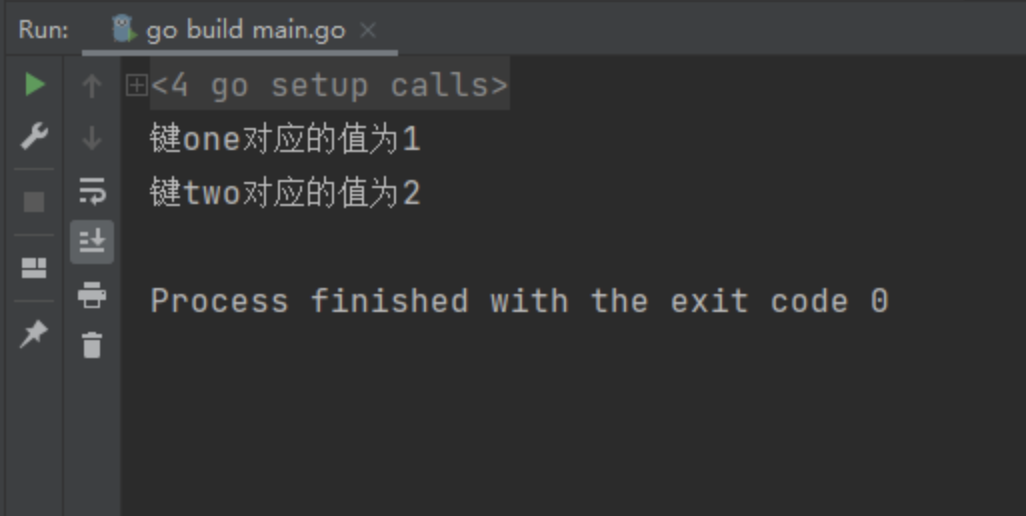 Run: go build main.go
<4 go setup calls>
键one对应的值为1
键two对应的值为2
Process finished with the exit code 0